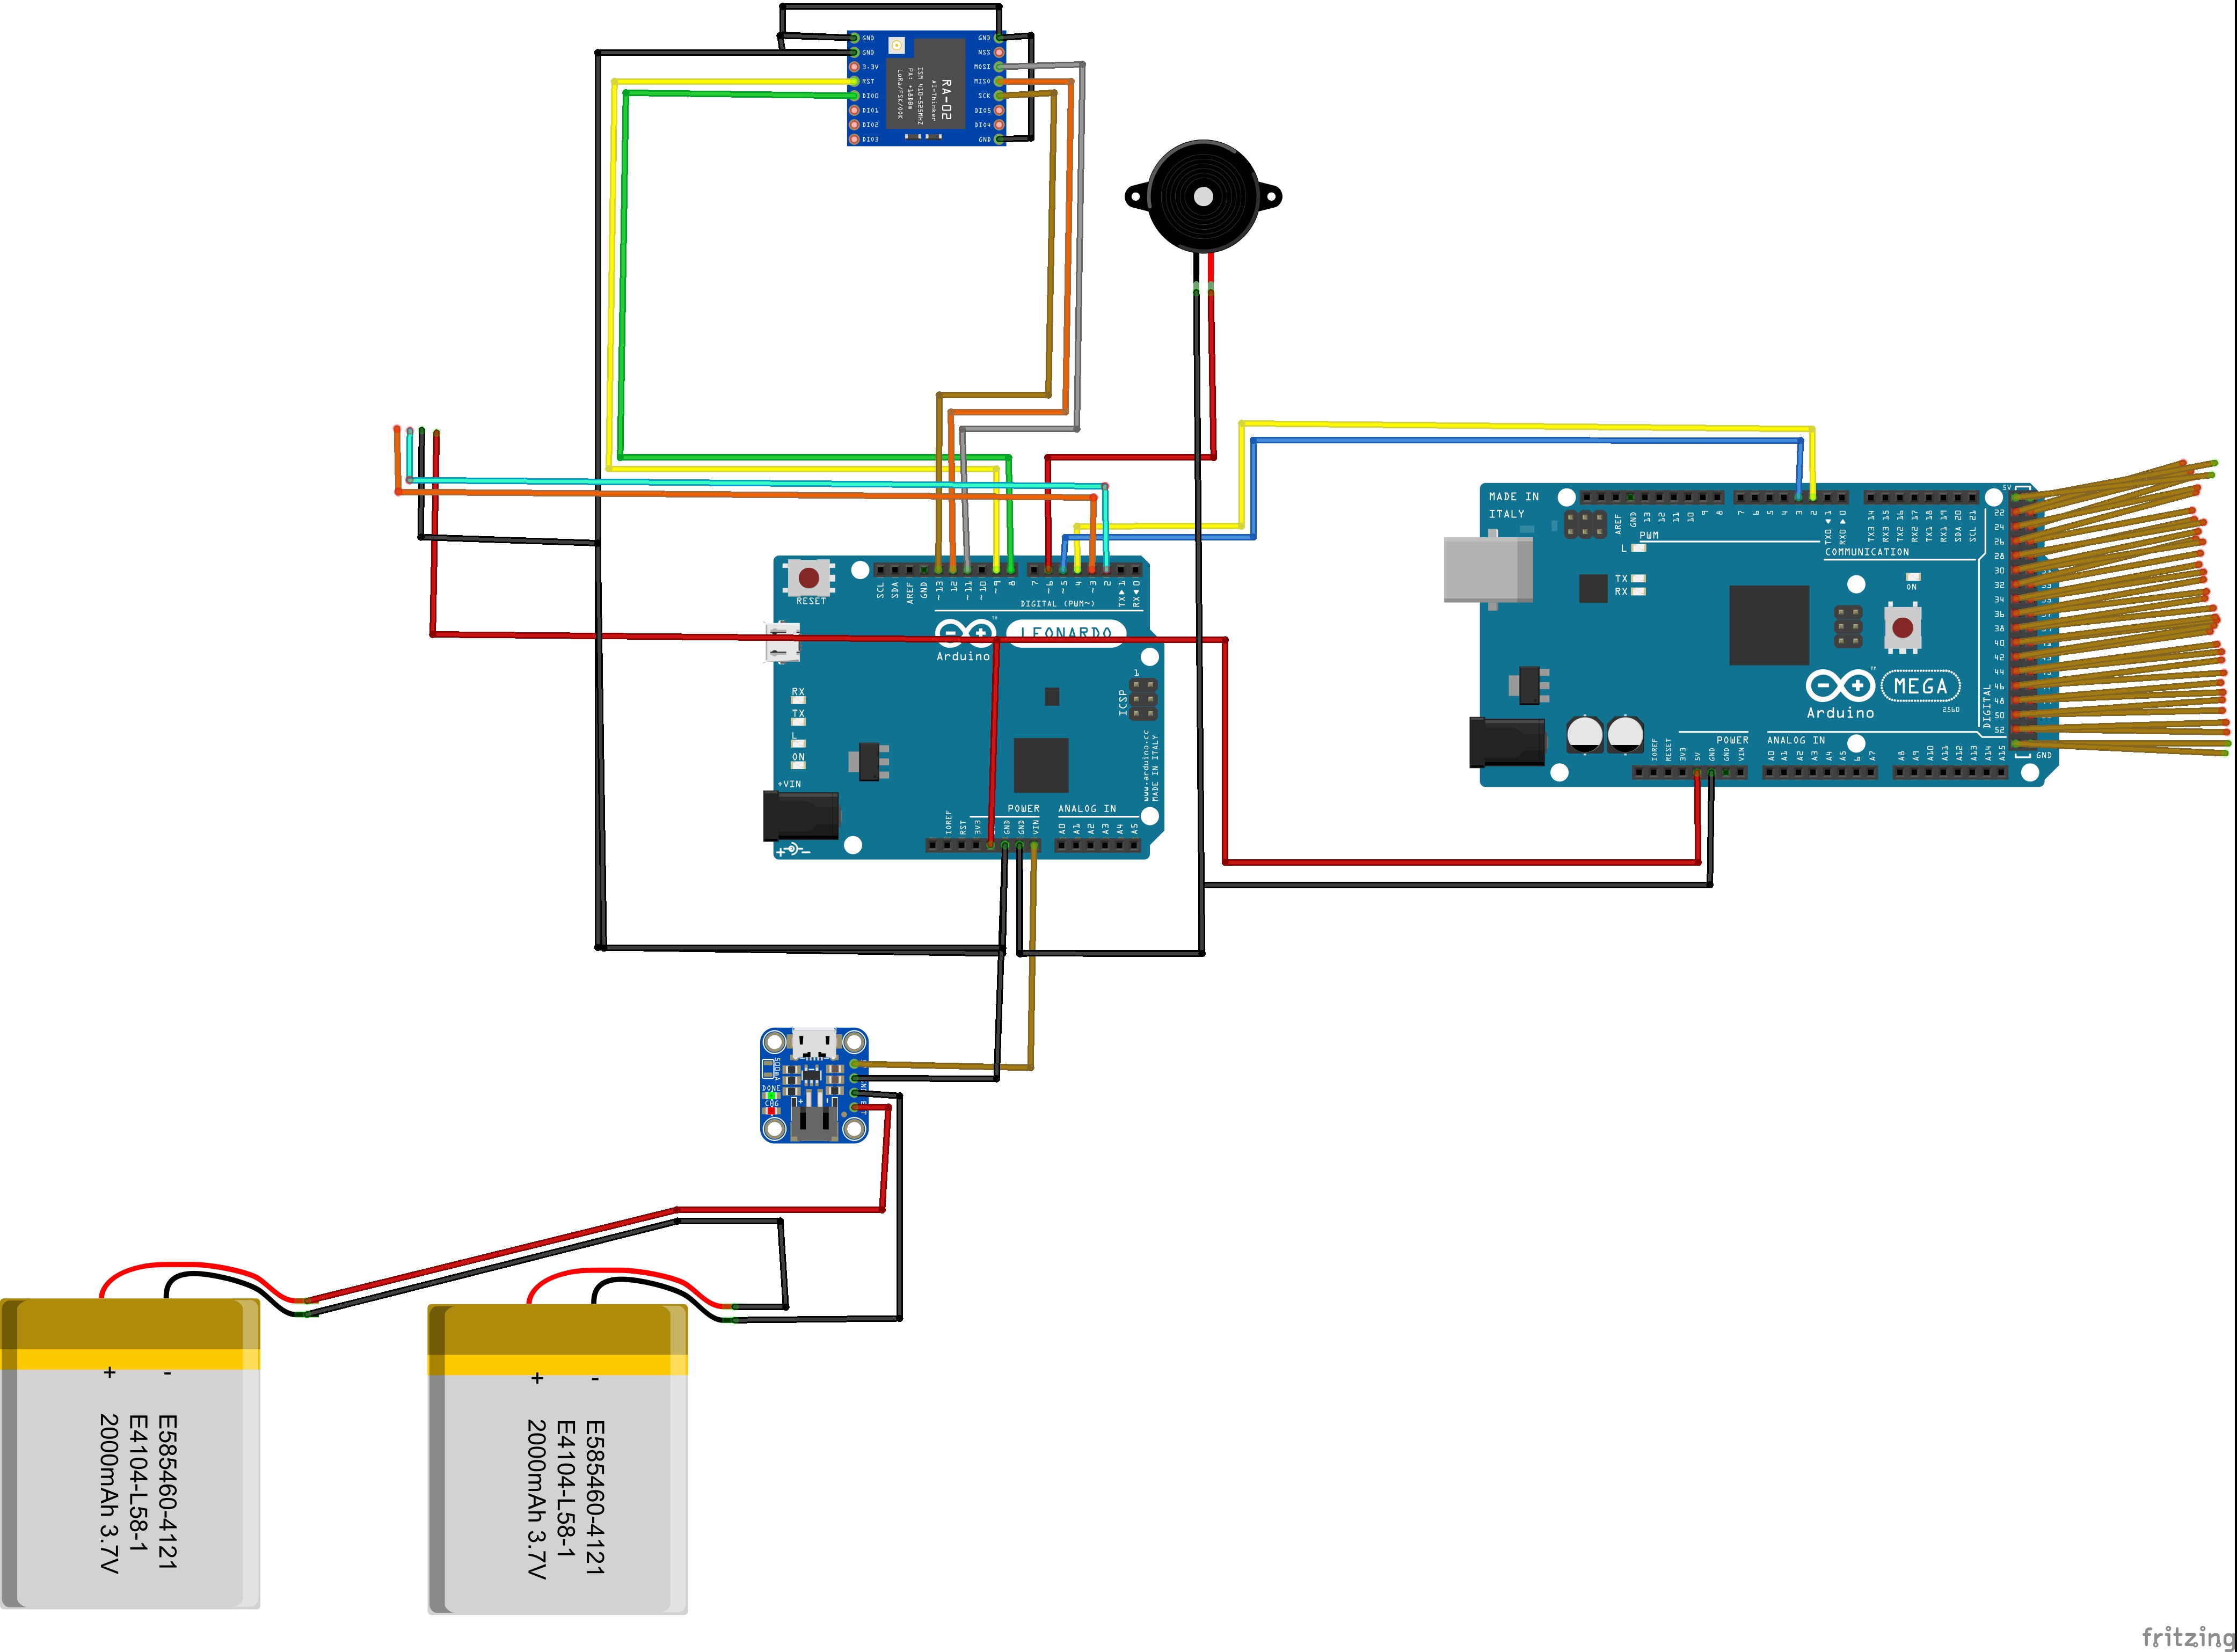 GND
GND
3.3V
RST
DIO0
DIO1
DIO2
DIO3
GND
NSS
MOSI
MISO
SCK
DIO5
DIO4
GND
RA-02
AI-Thinker
ISM 410-525MHZ
PA: +18dBm
LoRa/FSK/OOK
RESET
SCL
SDA
AREF
GND
~13
12
~11
~10
~9
8
7
~6
~5
4
~3
2
TX▸1
RX◂0
DIGITAL (PWM~)
LEONARDO
Arduino
TM
1
ICSP
RX
TX
L
ON
+VIN
www.arduino.cc
MADE IN ITALY
POWER
ANALOG IN
IOREF
RST
3V3
GND
GND
VIN
A0
A1
A2
A3
A4
A5
MADE IN
ITALY
AREF
GND
13
12
11
10
9
8
7
6
5
4
3
2
TX0▸1
RX0◂0
TX3 14
RX3 15
TX2 16
RX2 17
TX1 18
RX1 19
SDA 20
SCL 21
PWM
COMMUNICATION
L
TX
RX
ON
5V
22
24
26
28
30
32
34
36
38
40
42
44
46
48
50
52
GND
DIGITAL
Arduino
TM
MEGA
2560
POWER
ANALOG IN
IOREF
RESET
3V3
5V
GND
GND
VIN
A0
A1
A2
A3
A4
A5
A6
A7
A8
A9
A10
A11
A12
A13
A14
A15
500mA
DONE
CHG
+ -
+ -
E585460-4121
E4104-L58-1
2000mAh 3.7V
+ -
E585460-4121
E4104-L58-1
2000mAh 3.7V
fritzing